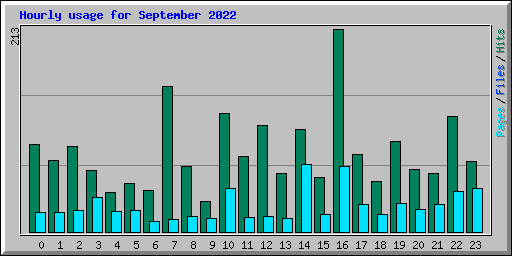 Hourly usage for September 2022
213
Pages/Files/Hits
0 1 2 3 4 5 6 7 8 9 10 11 12 13 14 15 16 17 18 19 20 21 22 23